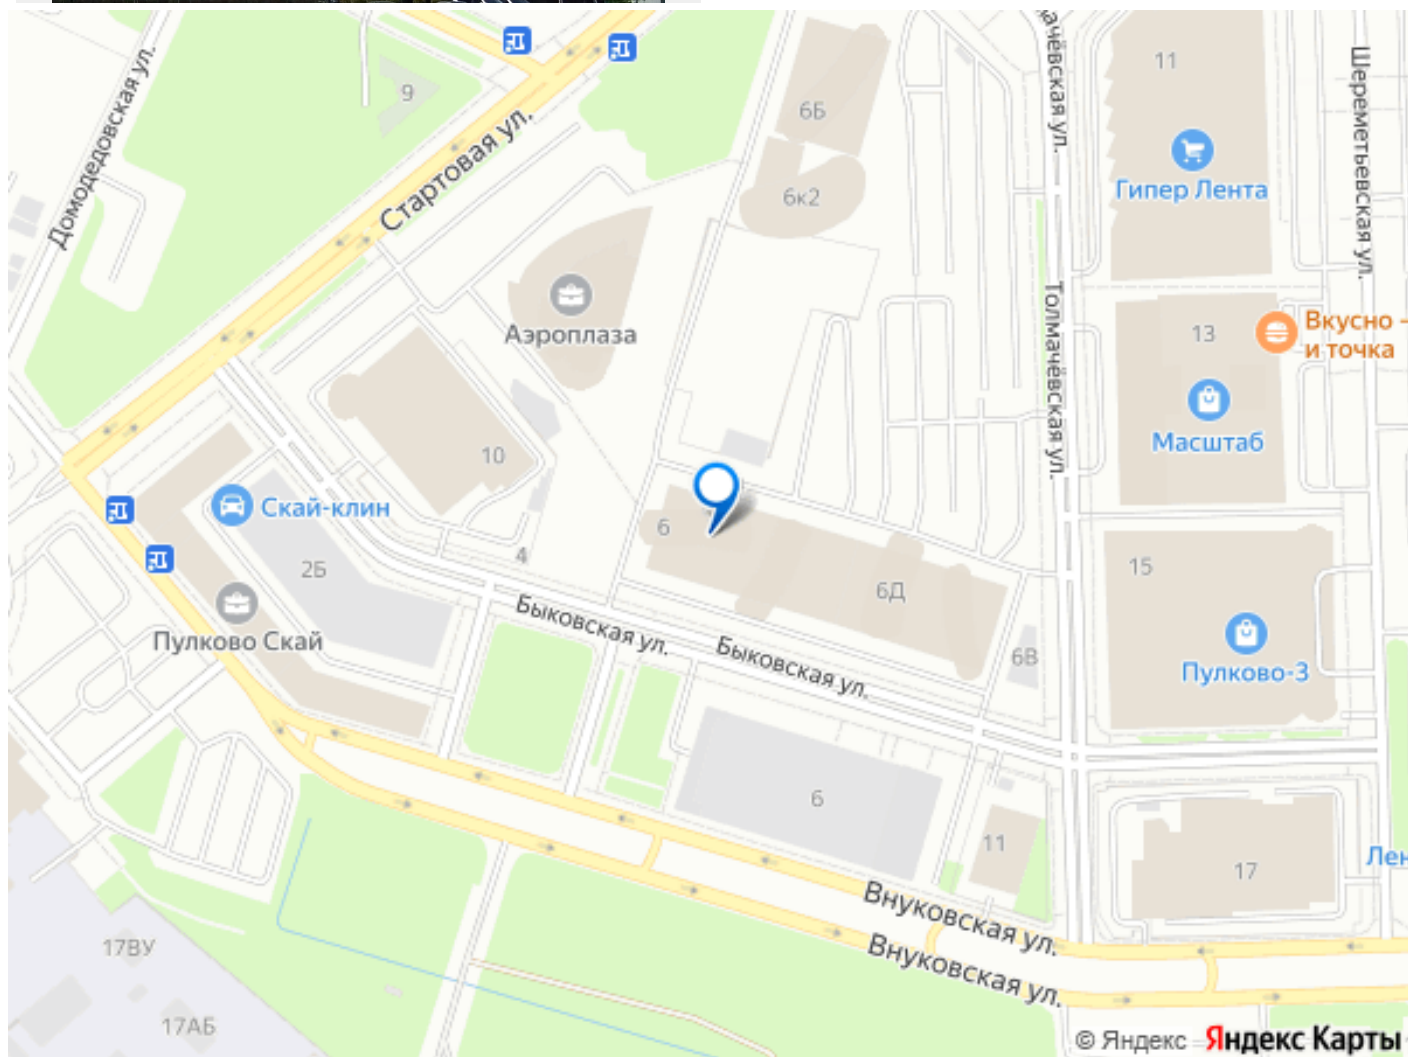 Домодедовская ул.
9
Стартовая ул.
6Б
6к2
11
Гипер Лента
Шереметьевская ул.
Толмачёвская ул.
Аэроплаза
13
Вкусно –
и точка
Масштаб
10
Скай-клин
2Б
4
6
6Д
6В
15
Пулково Скай
Быковская ул.
Быковская ул.
Пулково-3
6
11
17
Внуковская ул.
Внуковская ул.
17ВУ
17АБ
© Яндекс Яндекс Карты